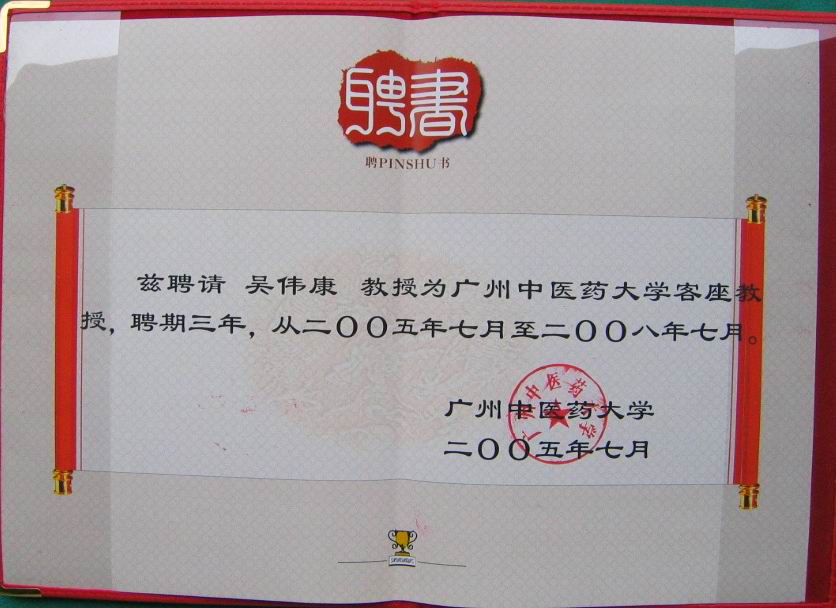 聘書
聘PINSHU书
兹聘请 吴伟康 教授为广州中医药大学客座教
授，聘期三年，从二〇〇五年七月至二〇〇八年七月。
广州中医药大学
二〇〇五年七月
广州中医药大学